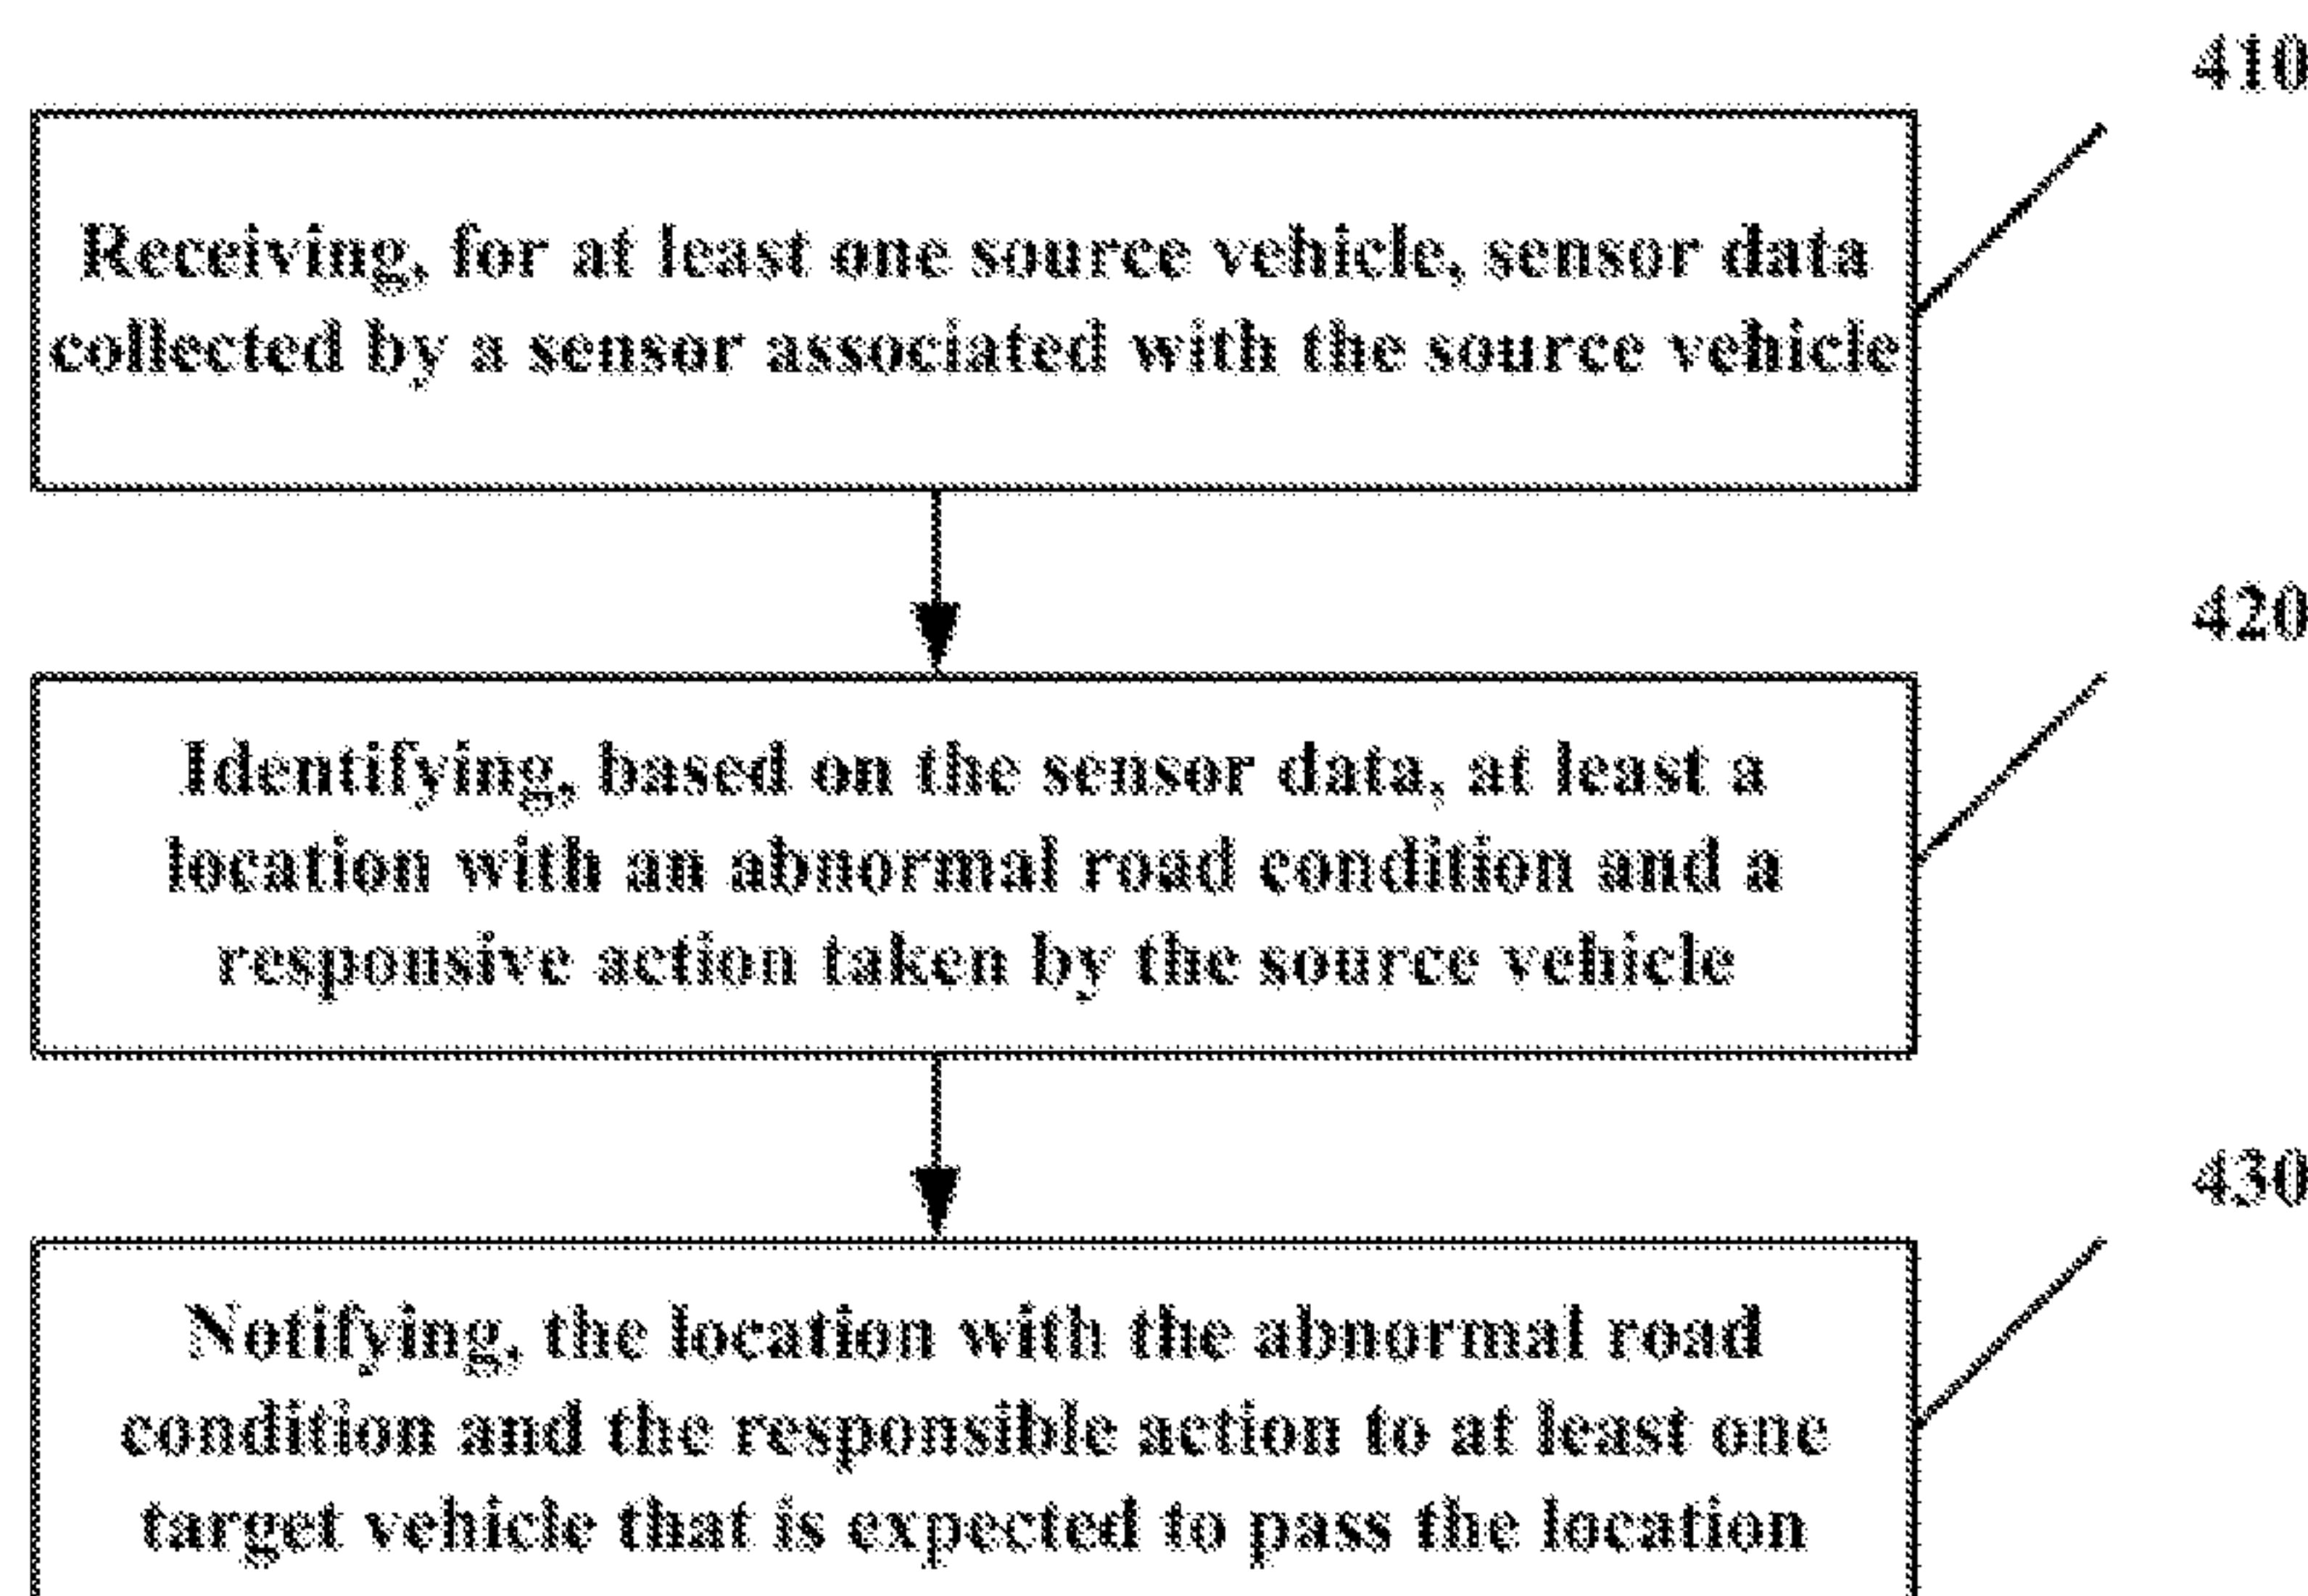 410
Receiving, for at least one source vehicle, sensor data
collected by a sensor associated with the source vehicle
420
Identifying, based on the sensor data, at least a
location with an abnormal road condition and a
responsive action taken by the source vehicle
430
Notifying, the location with the abnormal road
condition and the responsible action to at least one
target vehicle that is expected to pass the location